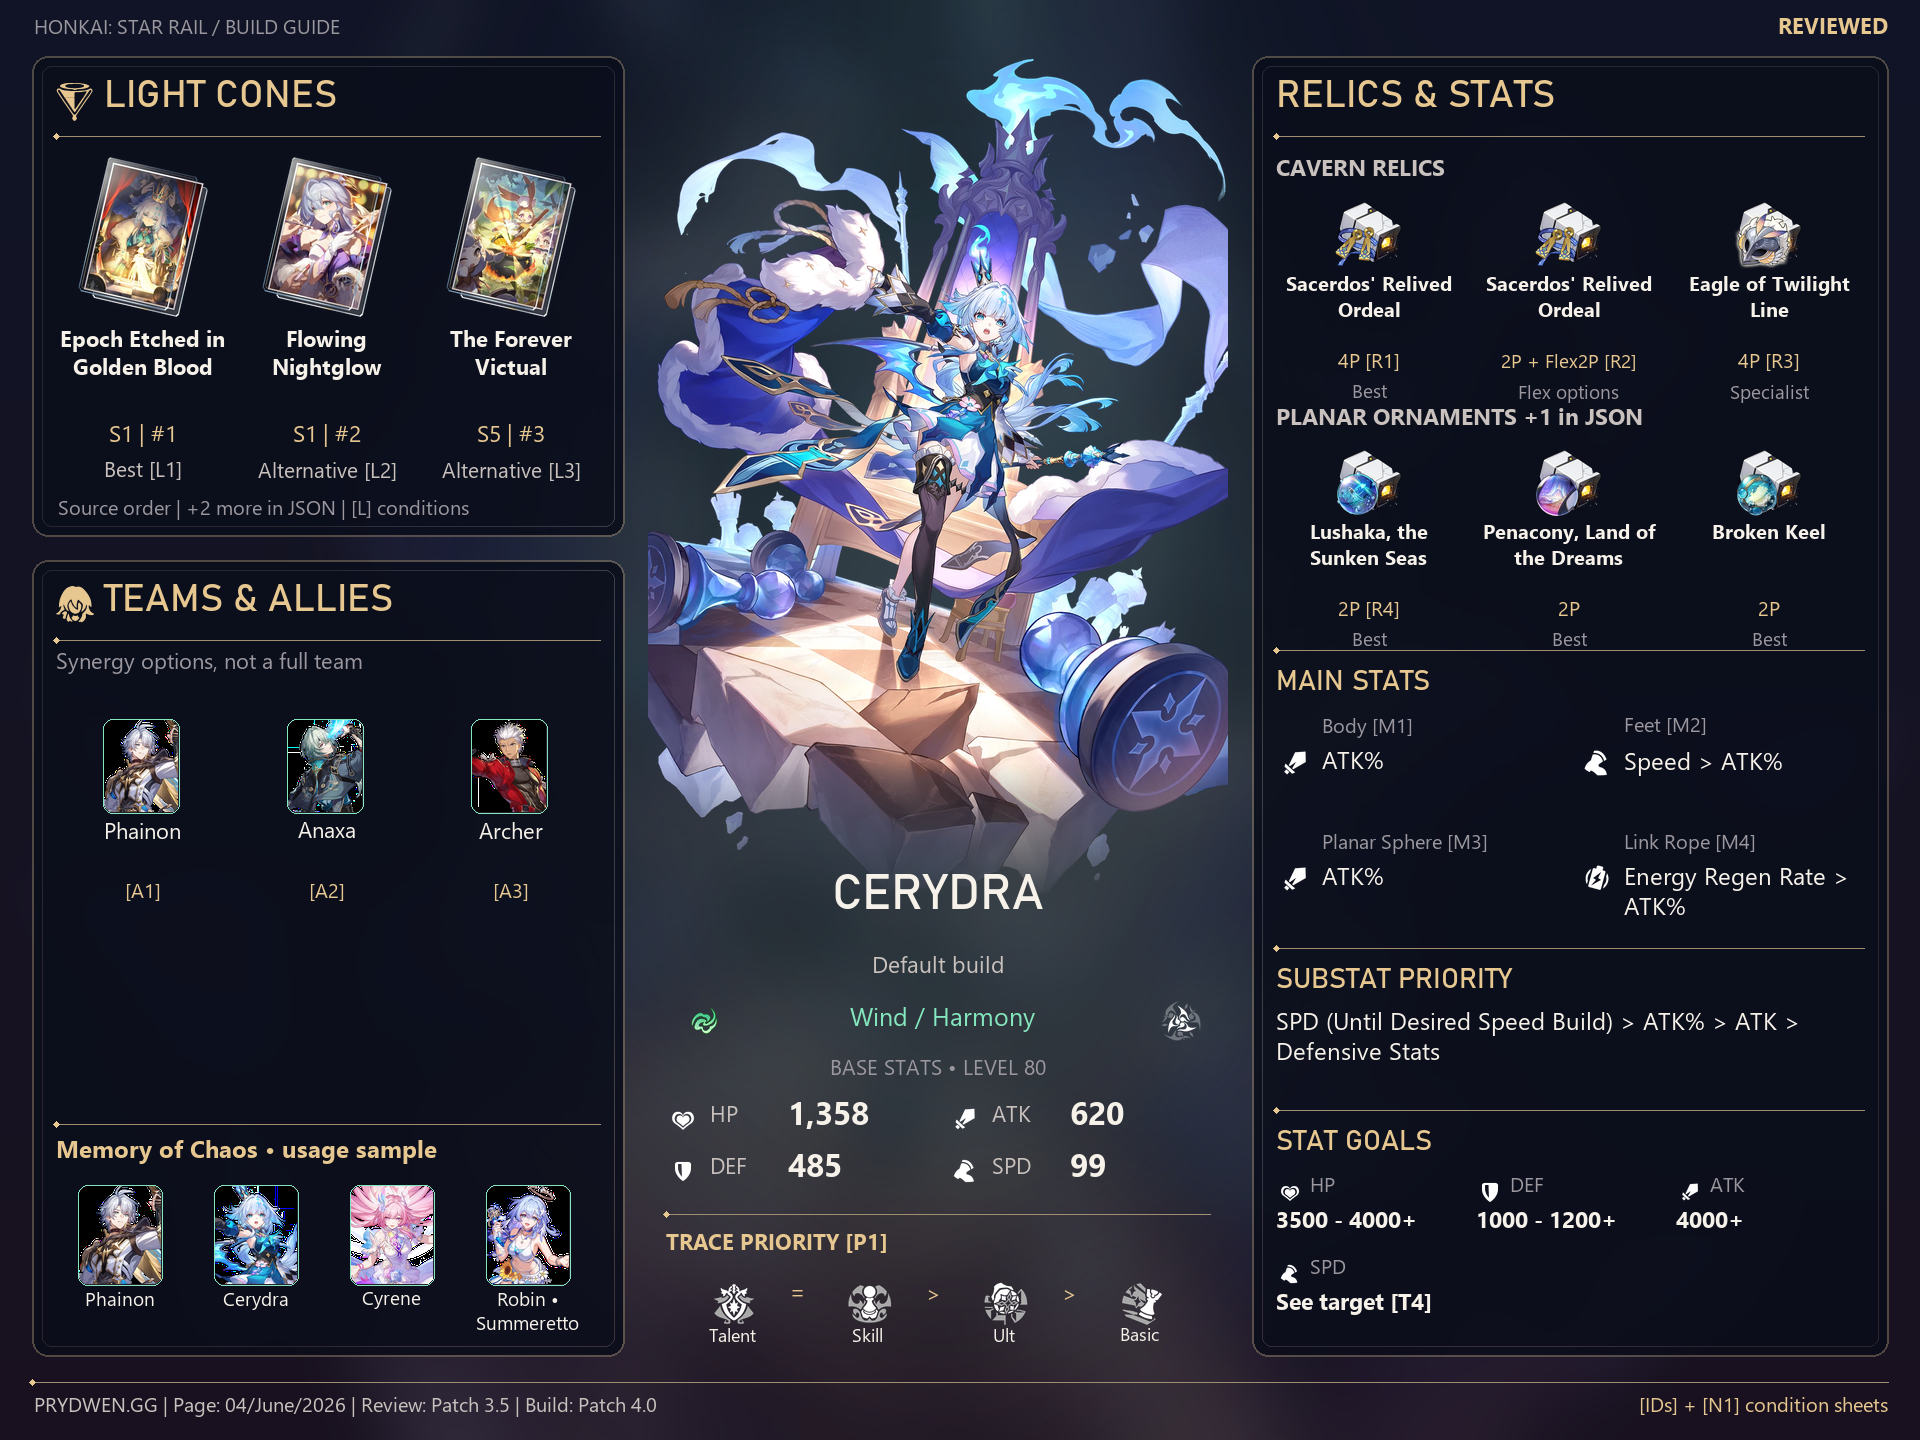 HONKAI: STAR RAIL / BUILD GUIDE
REVIEWED
LIGHT CONES
Epoch Etched in
Golden Blood
S1 | #1
Best [L1]
Flowing
Nightglow
S1 | #2
Alternative [L2]
The Forever
Victual
S5 | #3
Alternative [L3]
Source order | +2 more in JSON | [L] conditions
TEAMS & ALLIES
Synergy options, not a full team
Phainon
[A1]
Anaxa
[A2]
Archer
[A3]
Memory of Chaos • usage sample
Phainon
Cerydra
Cyrene
Robin •
Summeretto
CERYDRA
Default build
Wind / Harmony
BASE STATS • LEVEL 80
HP 1,358
ATK 620
DEF 485
SPD 99
TRACE PRIORITY [P1]
Talent = Skill > Ult > Basic
RELICS & STATS
CAVERN RELICS
Sacerdos' Relived
Ordeal
4P [R1]
Best
Sacerdos' Relived
Ordeal
2P + Flex2P [R2]
Flex options
Eagle of Twilight
Line
4P [R3]
Specialist
PLANAR ORNAMENTS +1 in JSON
Lushaka, the
Sunken Seas
2P [R4]
Best
Penacony, Land of
the Dreams
2P
Best
Broken Keel
2P
Best
MAIN STATS
Body [M1]
ATK%
Feet [M2]
Speed > ATK%
Planar Sphere [M3]
ATK%
Link Rope [M4]
Energy Regen Rate >
ATK%
SUBSTAT PRIORITY
SPD (Until Desired Speed Build) > ATK% > ATK >
Defensive Stats
STAT GOALS
HP
3500 - 4000+
DEF
1000 - 1200+
ATK
4000+
SPD
See target [T4]
PRYDWEN.GG | Page: 04/June/2026 | Review: Patch 3.5 | Build: Patch 4.0
[IDs] + [N1] condition sheets